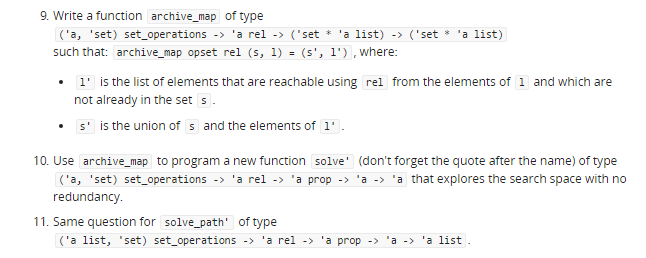 9. Write a function archive_map of type
('a, 'set) set_operations -> 'a rel -> ('set * 'a list) -> ('set * 'a list)
such that: archive_map opset rel (s, l) = (s', l') , where:
• l' is the list of elements that are reachable using rel from the elements of l and which are
not already in the set s .
• s' is the union of s and the elements of l' .
10. Use archive_map to program a new function solve' (don't forget the quote after the name) of type
('a, 'set) set_operations -> 'a rel -> 'a prop -> 'a -> 'a that explores the search space with no
redundancy.
11. Same question for solve_path' of type
('a list, 'set) set_operations -> 'a rel -> 'a prop -> 'a -> 'a list .